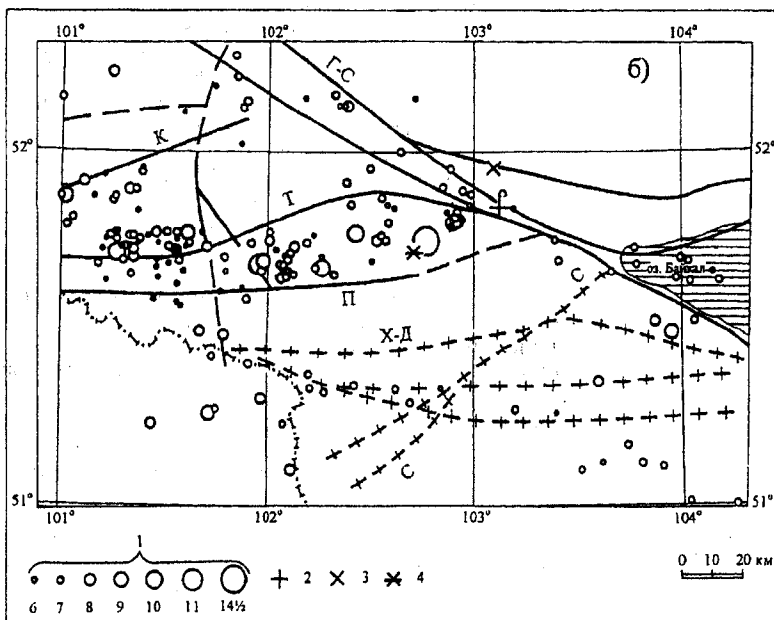 101° 102° 103° 104°
Г-С
б)
К
52° 52°
Т
оз. Байкал
П
С
Х-Д
С
51° 51°
101° 102° 103° 104°
1
2 3 4
0 10 20 км
6 7 8 9 10 11 14½